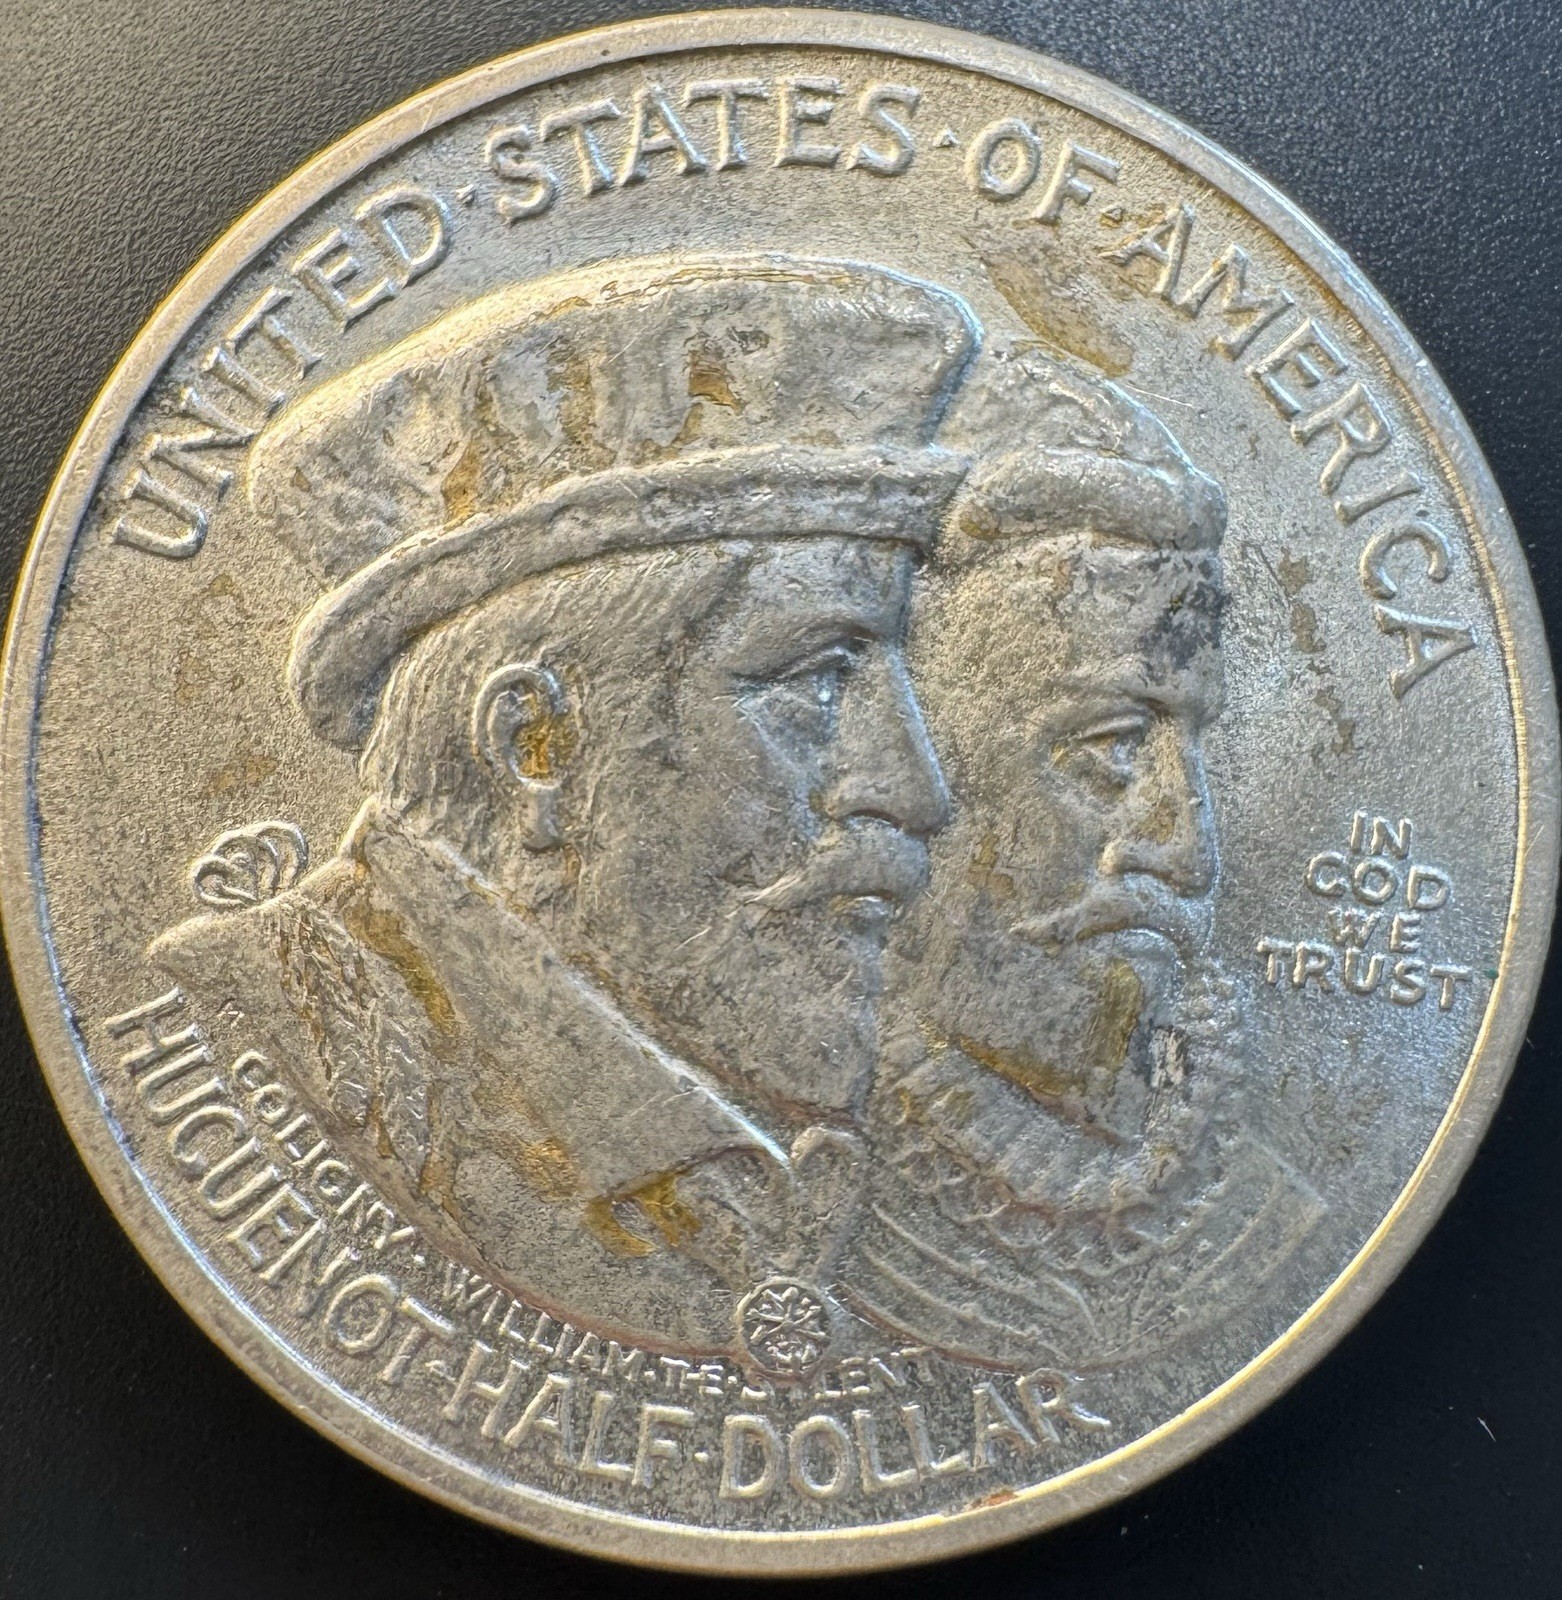 UNITED·STATES·OF·AMERICA
IN
GOD
WE
TRUST
COLIGNY·WILLIAM·THE·SILENT
HUGUENOT·HALF·DOLLAR